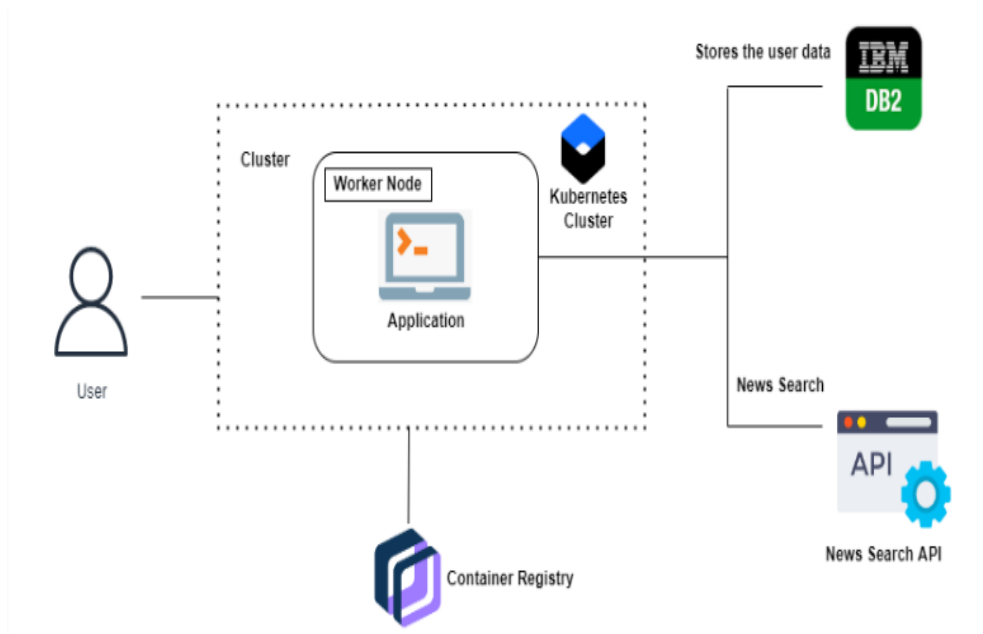 Stores the user data
IBM
DB2
Cluster
Worker Node
Kubernetes
Cluster
Application
User
News Search
API
News Search API
Container Registry